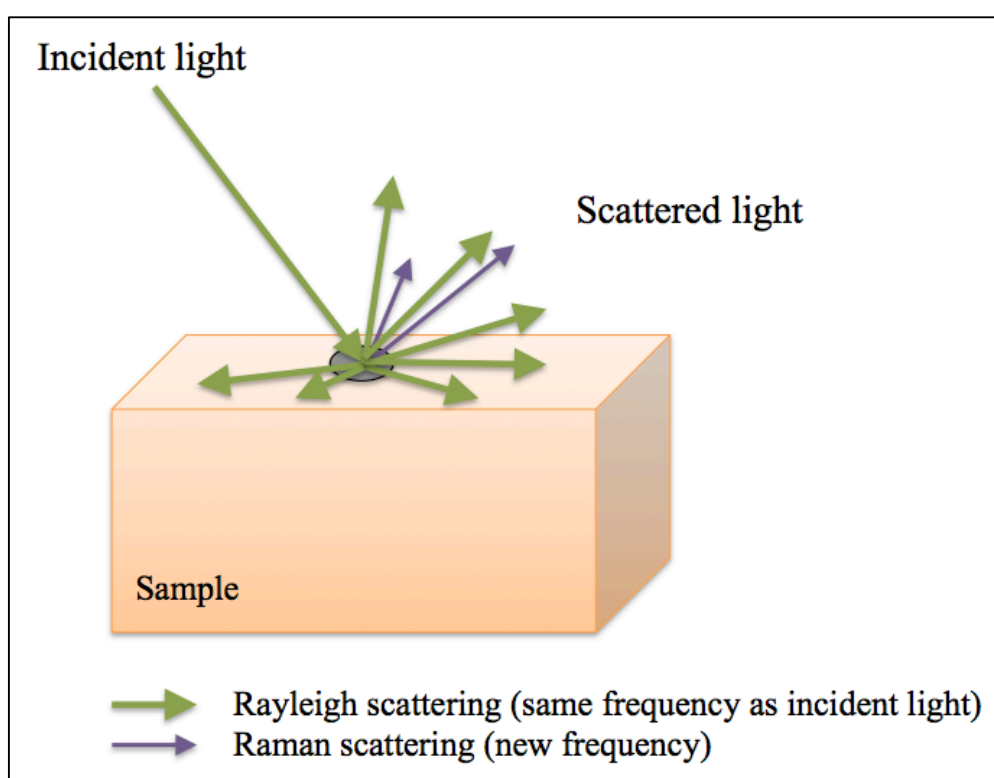 Incident light
Scattered light
Sample
Rayleigh scattering (same frequency as incident light)
Raman scattering (new frequency)